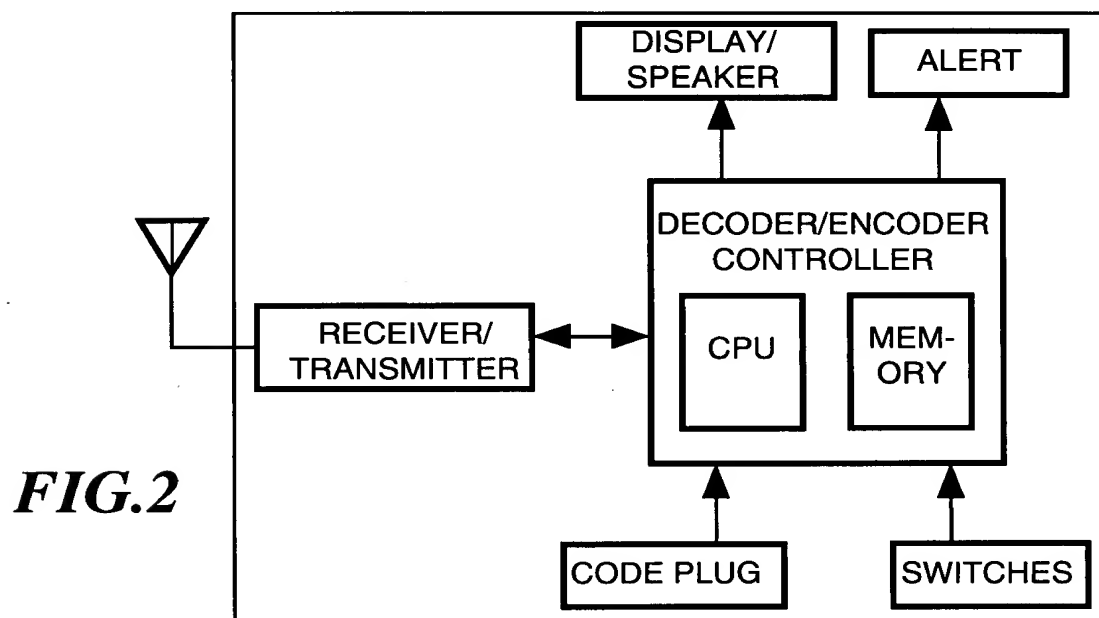 DISPLAY/
SPEAKER
ALERT
DECODER/ENCODER
CONTROLLER
RECEIVER/
TRANSMITTER
CPU
MEM-
ORY
FIG.2
CODE PLUG
SWITCHES